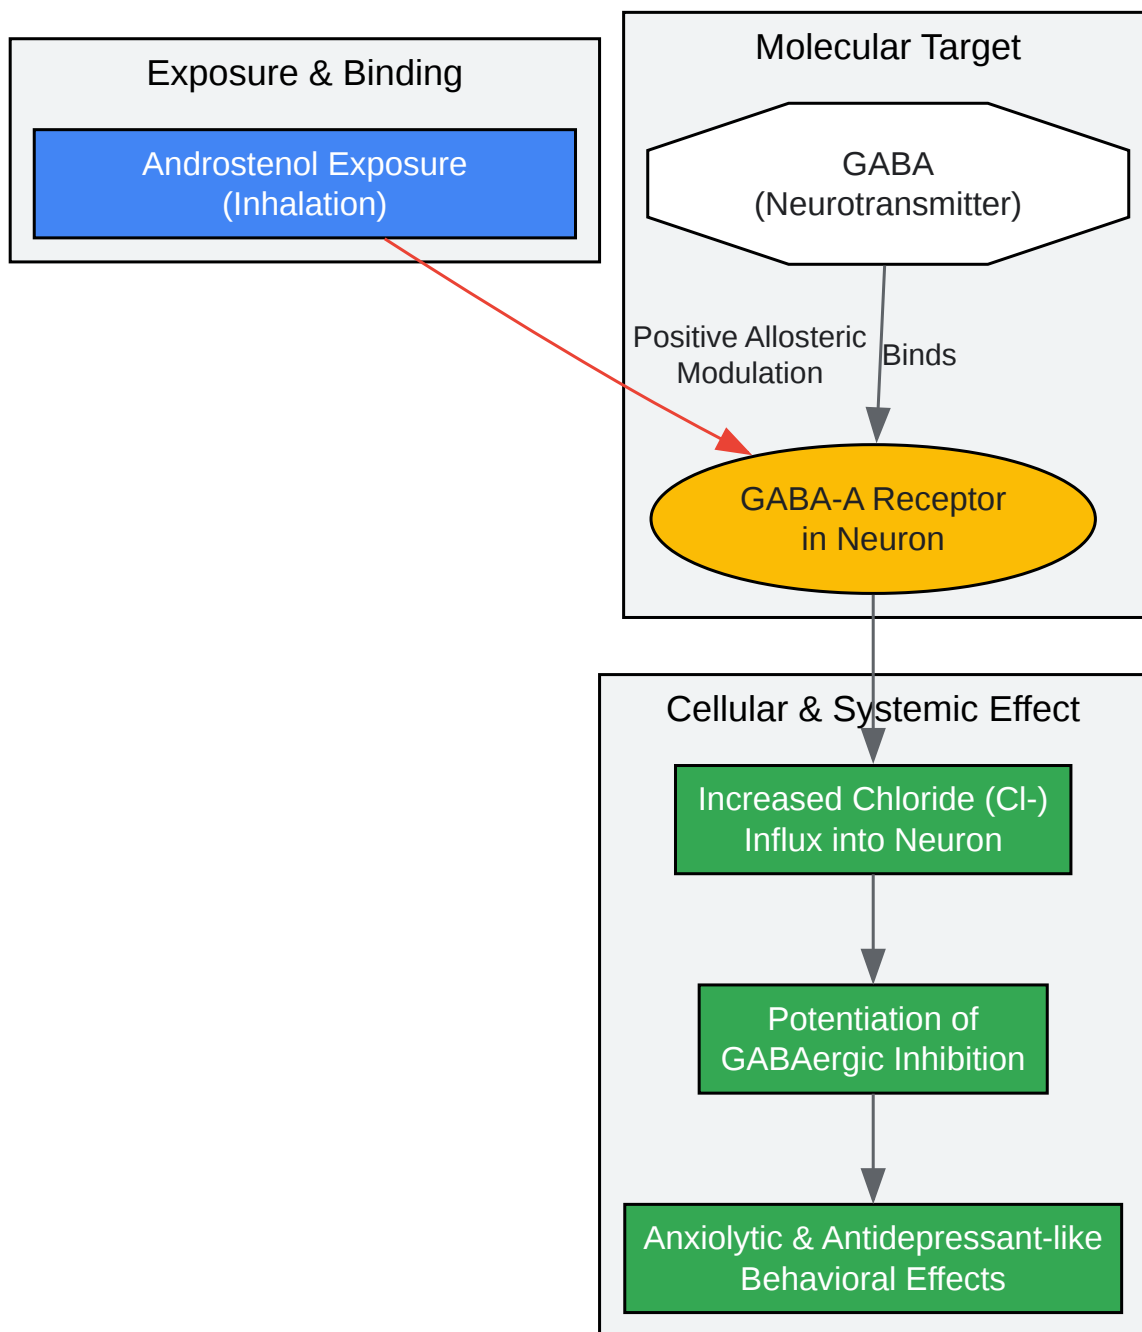 Exposure & Binding
Androstenol Exposure
(Inhalation)
Molecular Target
GABA
(Neurotransmitter)
Positive Allosteric
Modulation
Binds
GABA-A Receptor
in Neuron
Cellular & Systemic Effect
Increased Chloride (Cl-)
Influx into Neuron
Potentiation of
GABAergic Inhibition
Anxiolytic & Antidepressant-like
Behavioral Effects